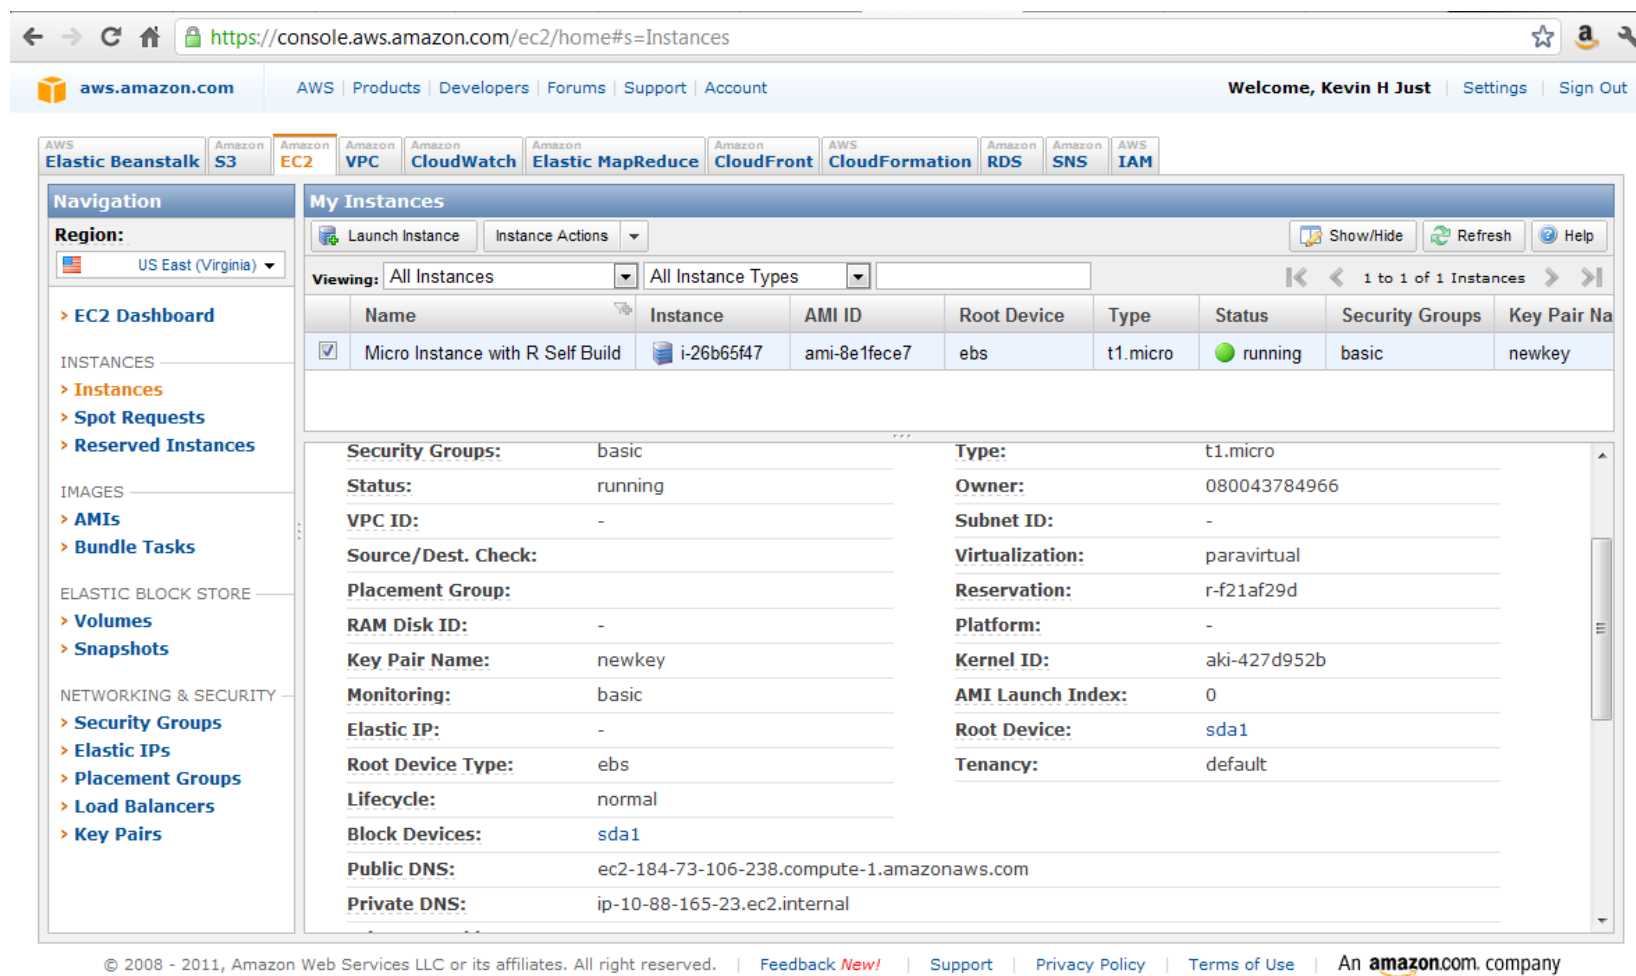 https://console.aws.amazon.com/ec2/home#s=Instances
aws.amazon.com AWS | Products | Developers | Forums | Support | Account Welcome, Kevin H Just | Settings | Sign Out
AWS Amazon Amazon Amazon Amazon Amazon Amazon AWS Amazon Amazon AWS
Elastic Beanstalk S3 EC2 VPC CloudWatch Elastic MapReduce CloudFront CloudFormation RDS SNS IAM
Navigation
Region:
US East (Virginia)
> EC2 Dashboard
INSTANCES
> Instances
> Spot Requests
> Reserved Instances
IMAGES
> AMIs
> Bundle Tasks
ELASTIC BLOCK STORE
> Volumes
> Snapshots
NETWORKING & SECURITY
> Security Groups
> Elastic IPs
> Placement Groups
> Load Balancers
> Key Pairs
My Instances
Launch Instance Instance Actions Show/Hide Refresh Help
Viewing: All Instances All Instance Types 1 to 1 of 1 Instances
Name Instance AMI ID Root Device Type Status Security Groups Key Pair Na
Micro Instance with R Self Build i-26b65f47 ami-8e1fece7 ebs t1.micro running basic newkey
Security Groups: basic Type: t1.micro
Status: running Owner: 080043784966
VPC ID: - Subnet ID: -
Source/Dest. Check: Virtualization: paravirtual
Placement Group: Reservation: r-f21af29d
RAM Disk ID: - Platform: -
Key Pair Name: newkey Kernel ID: aki-427d952b
Monitoring: basic AMI Launch Index: 0
Elastic IP: - Root Device: sda1
Root Device Type: ebs Tenancy: default
Lifecycle: normal
Block Devices: sda1
Public DNS: ec2-184-73-106-238.compute-1.amazonaws.com
Private DNS: ip-10-88-165-23.ec2.internal
© 2008 - 2011, Amazon Web Services LLC or its affiliates. All right reserved. | Feedback New! | Support | Privacy Policy | Terms of Use | An amazon.com. company